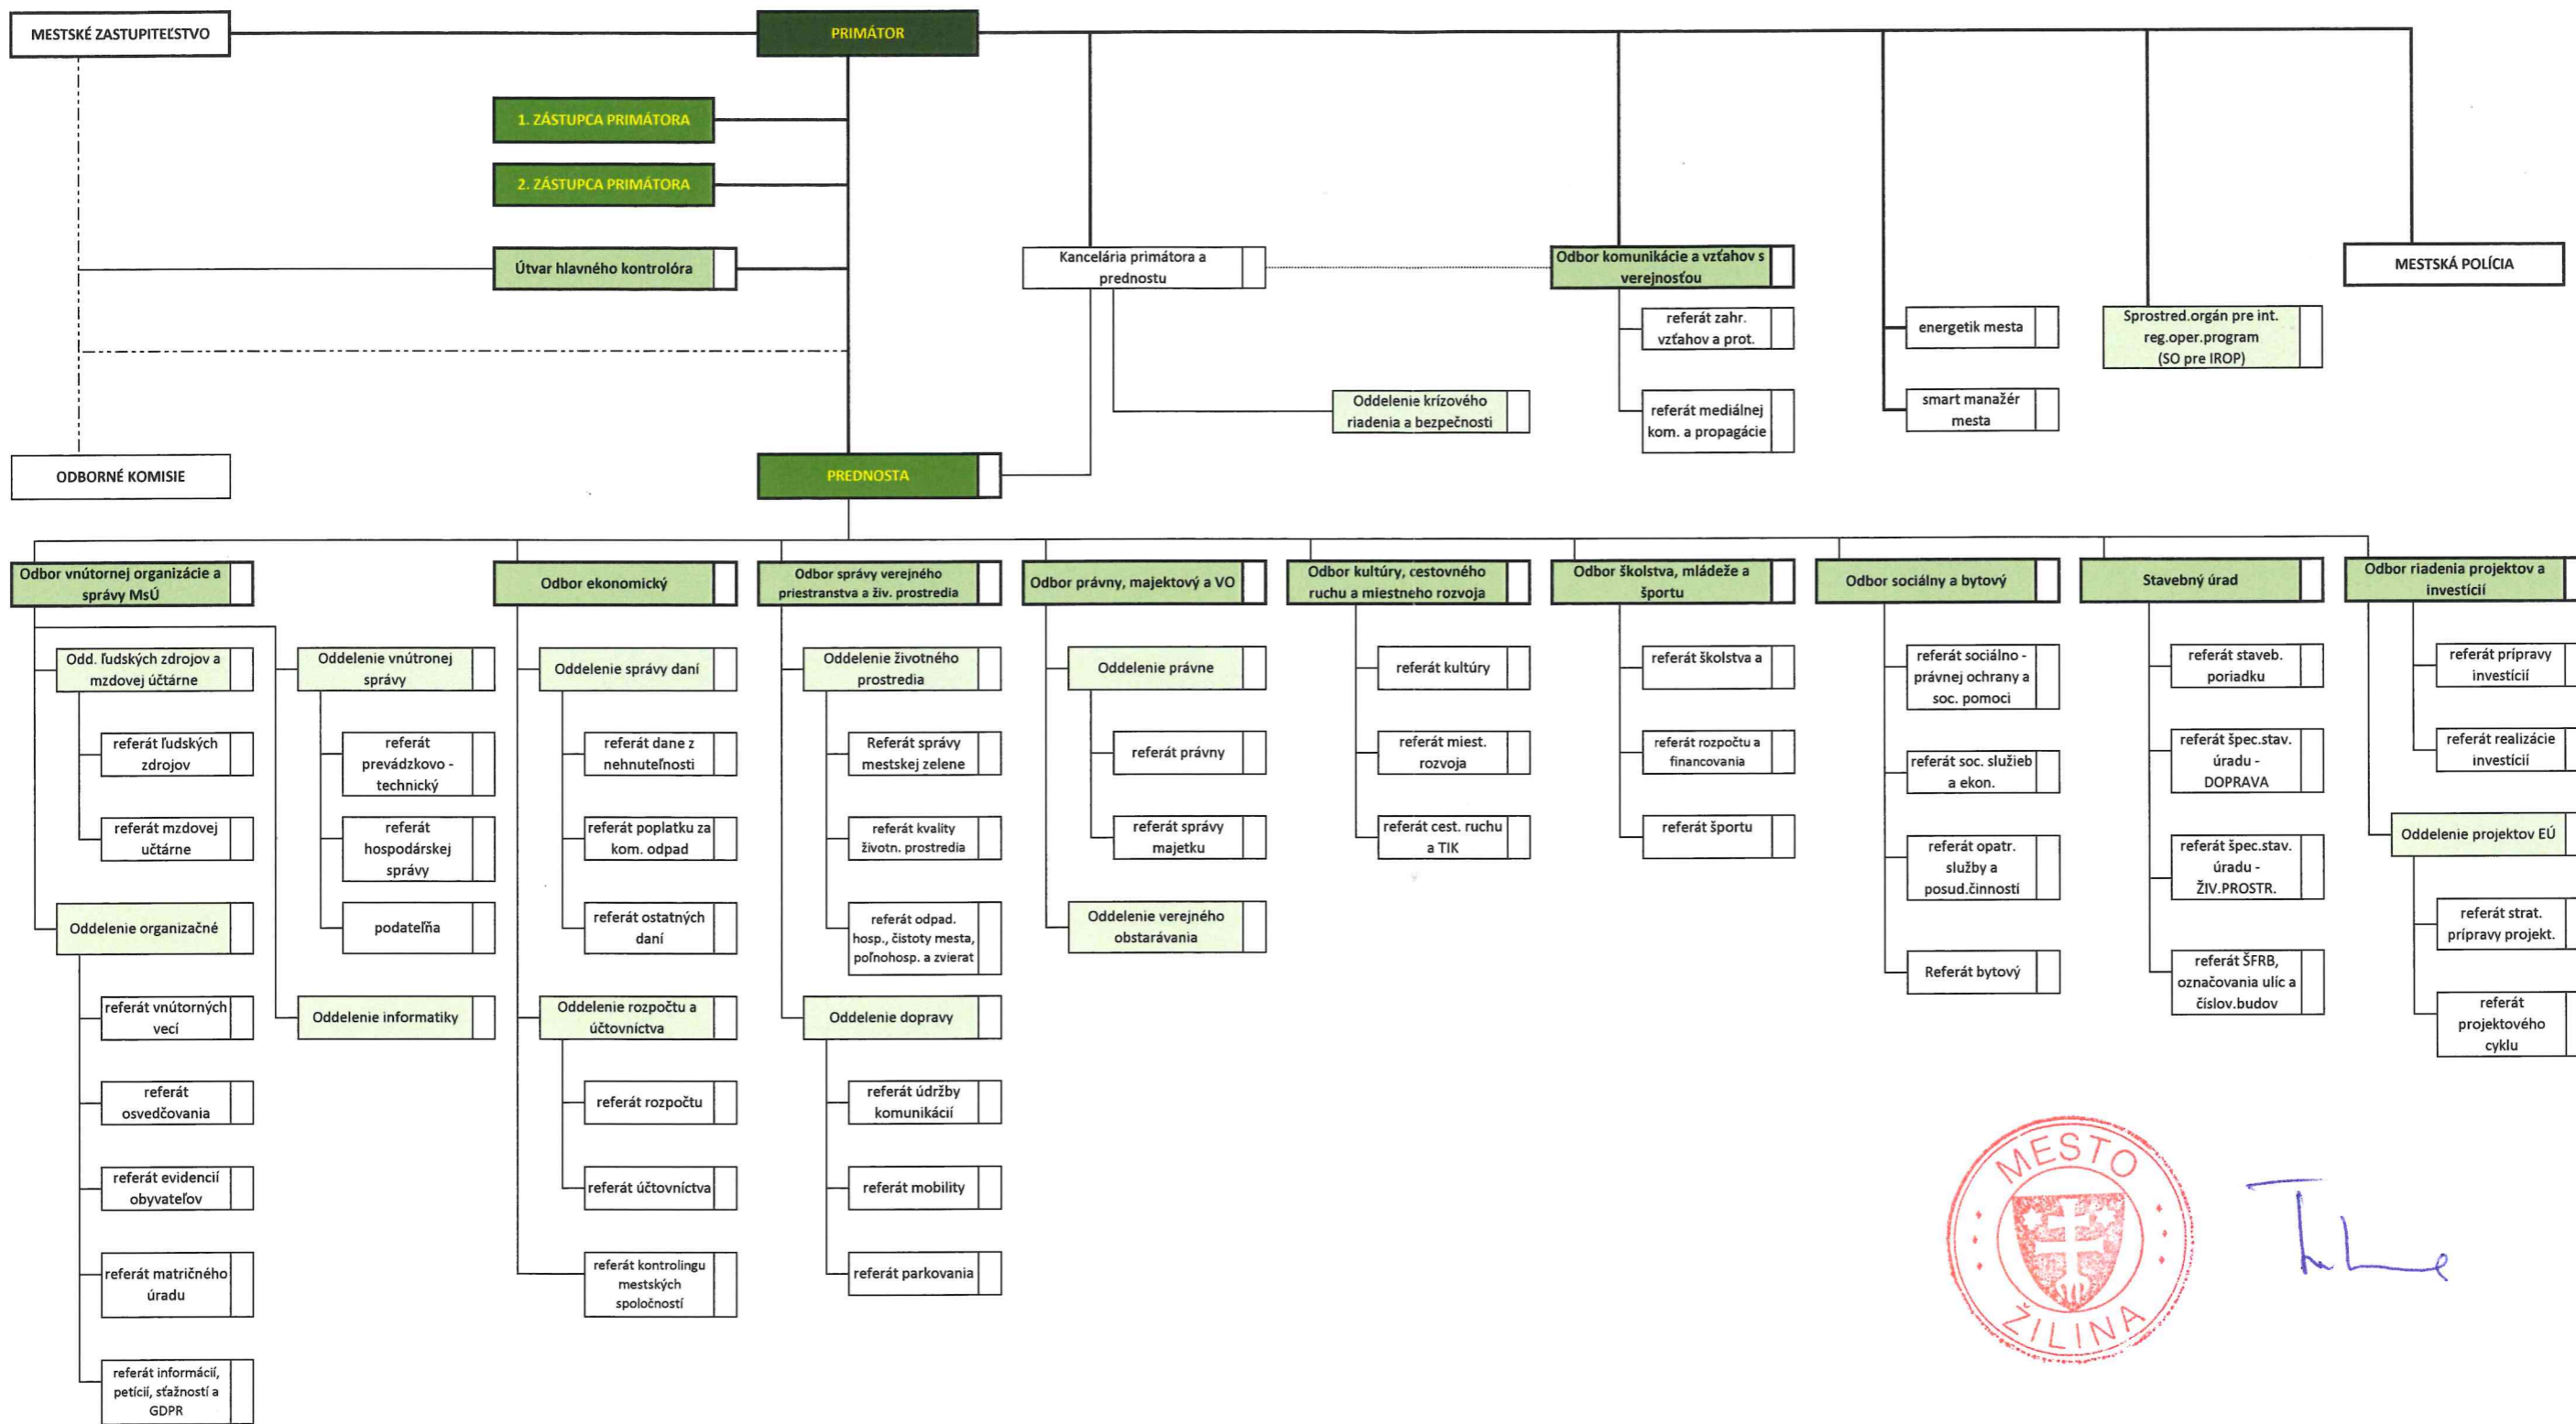 MESTSKÉ ZASTUPITEĽSTVO
PRIMÁTOR
1. ZÁSTUPCA PRIMÁTORA
2. ZÁSTUPCA PRIMÁTORA
Útvar hlavného kontrolóra
Kancelária primátora a
prednostu
Odbor komunikácie a vzťahov s
verejnosťou
MESTSKÁ POLÍCIA
referát zahr.
vzťahov a prot.
energetik mesta
Sprostred.orgán pre int.
reg.oper.program
(SO pre IROP)
Oddelenie krízového
riadenia a bezpečnosti
referát mediálnej
kom. a propagácie
smart manažér
mesta
ODBORNÉ KOMISIE
PREDNOSTA
Odbor vnútornej organizácie a
správy MsÚ
Odd. ľudských zdrojov a
mzdovej účtárne
referát ľudských
zdrojov
referát mzdovej
učtárne
Oddelenie organizačné
referát vnútorných
vecí
referát
osvedčovania
referát evidencií
obyvateľov
referát matričného
úradu
referát informácií,
petícií, sťažností a
GDPR
Oddelenie vnútronej
správy
referát
prevádzkovo -
technický
referát
hospodárskej
správy
podateľňa
Oddelenie informatiky
Odbor ekonomický
Oddelenie správy daní
referát dane z
nehnuteľnosti
referát poplatku za
kom. odpad
referát ostatných
daní
Oddelenie rozpočtu a
účtovníctva
referát rozpočtu
referát účtovníctva
referát kontrolingu
mestských
spoločností
Odbor správy verejného
priestranstva a živ. prostredia
Oddelenie životného
prostredia
Referát správy
mestskej zelene
referát kvality
životn. prostredia
referát odpad.
hosp., čistoty mesta,
poľnohosp. a zvierat
Oddelenie dopravy
referát údržby
komunikácií
referát mobility
referát parkovania
Odbor právny, majektový a VO
Oddelenie právne
referát právny
referát správy
majetku
Oddelenie verejného
obstarávania
Odbor kultúry, cestovného
ruchu a miestneho rozvoja
referát kultúry
referát miest.
rozvoja
referát cest. ruchu
a TIK
Odbor školstva, mládeže a
športu
referát školstva a
referát rozpočtu a
financovania
referát športu
Odbor sociálny a bytový
referát sociálno -
právnej ochrany a
soc. pomoci
referát soc. služieb
a ekon.
referát opatr.
služby a
posud.činnosti
Referát bytový
Stavebný úrad
referát staveb.
poriadku
referát špec.stav.
úradu -
DOPRAVA
referát špec.stav.
úradu -
ŽIV.PROSTR.
referát ŠFRB,
označovania ulíc a
číslov.budov
Odbor riadenia projektov a
investícií
referát prípravy
investícií
referát realizácie
investícií
Oddelenie projektov EÚ
referát strat.
prípravy projekt.
referát
projektového
cyklu
MESTO
ŽILINA